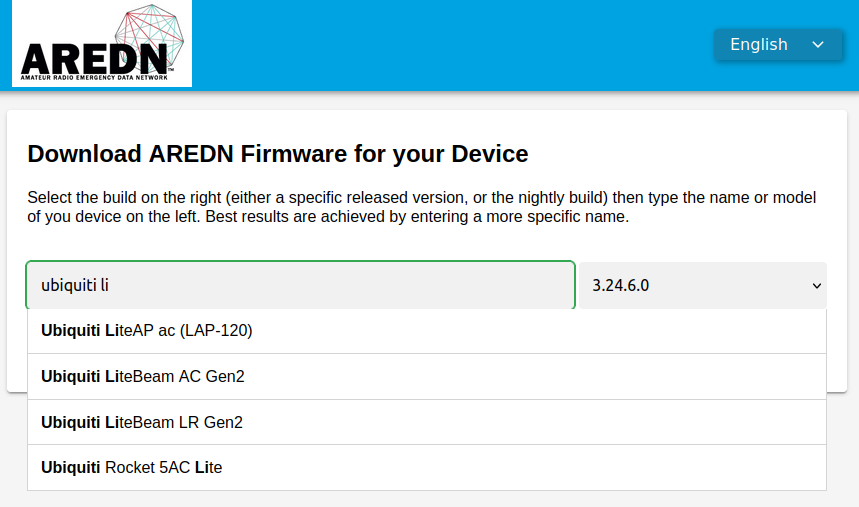 AREDN™
AMATEUR RADIO EMERGENCY DATA NETWORK
English
Download AREDN Firmware for your Device
Select the build on the right (either a specific released version, or the nightly build) then type the name or model
of you device on the left. Best results are achieved by entering a more specific name.
ubiquiti li
3.24.6.0
Ubiquiti LiteAP ac (LAP-120)
Ubiquiti LiteBeam AC Gen2
Ubiquiti LiteBeam LR Gen2
Ubiquiti Rocket 5AC Lite